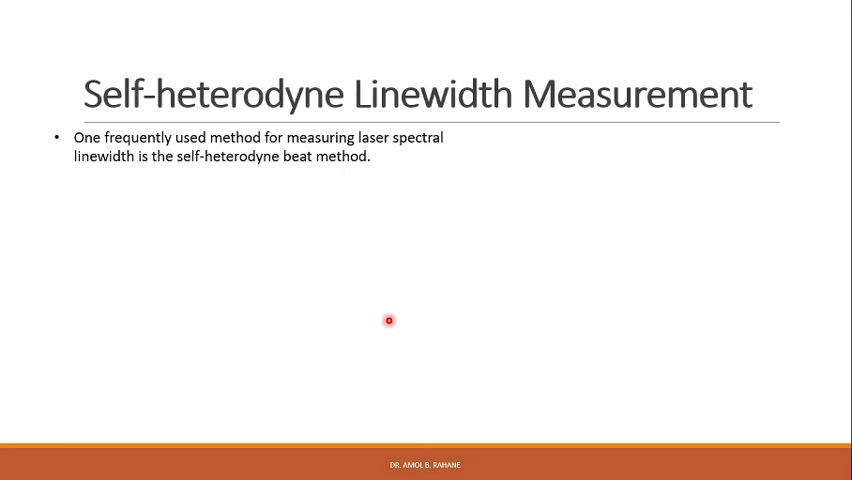 Self-heterodyne Linewidth Measurement
• One frequently used method for measuring laser spectral
linewidth is the self-heterodyne beat method.
DR. AMOL B. RAHANE